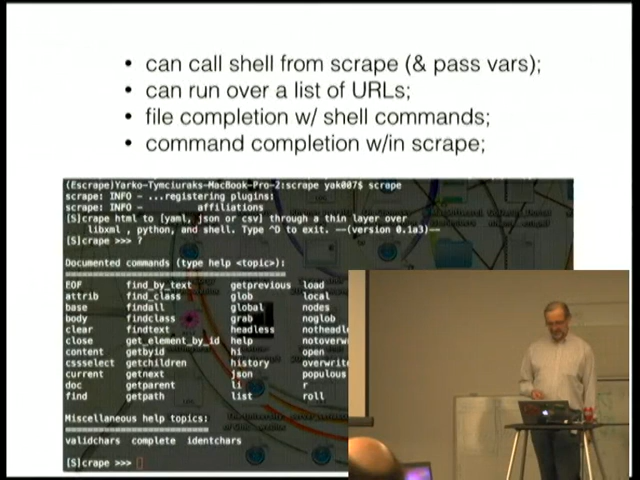 • can call shell from scrape (& pass vars);
• can run over a list of URLs;
• file completion w/ shell commands;
• command completion w/in scrape;
(Escrape)Yarko-Tymciuraks-MacBook-Pro-2:scrape yak007$ scrape
scrape: INFO - ...registering plugins:
scrape: INFO - affiliations
[S]crape html to [yaml, json or csv] through a thin layer over
libxml , python, and shell. Type ^D to exit. --(version 0.1a3)--
[S]crape >>> ?
Documented commands (type help <topic>):
EOF find_by_text getprevious load
attrib find_class glob local
base findall global nodes
body findclass grab noglob
clear findtext headless
close get_element_by_id help
content getbyid hi open
cssselect getchildren history
current getnext json populous
doc getparent li r
find getpath list roll
Miscellaneous help topics:
validchars complete identchars
[S]crape >>>